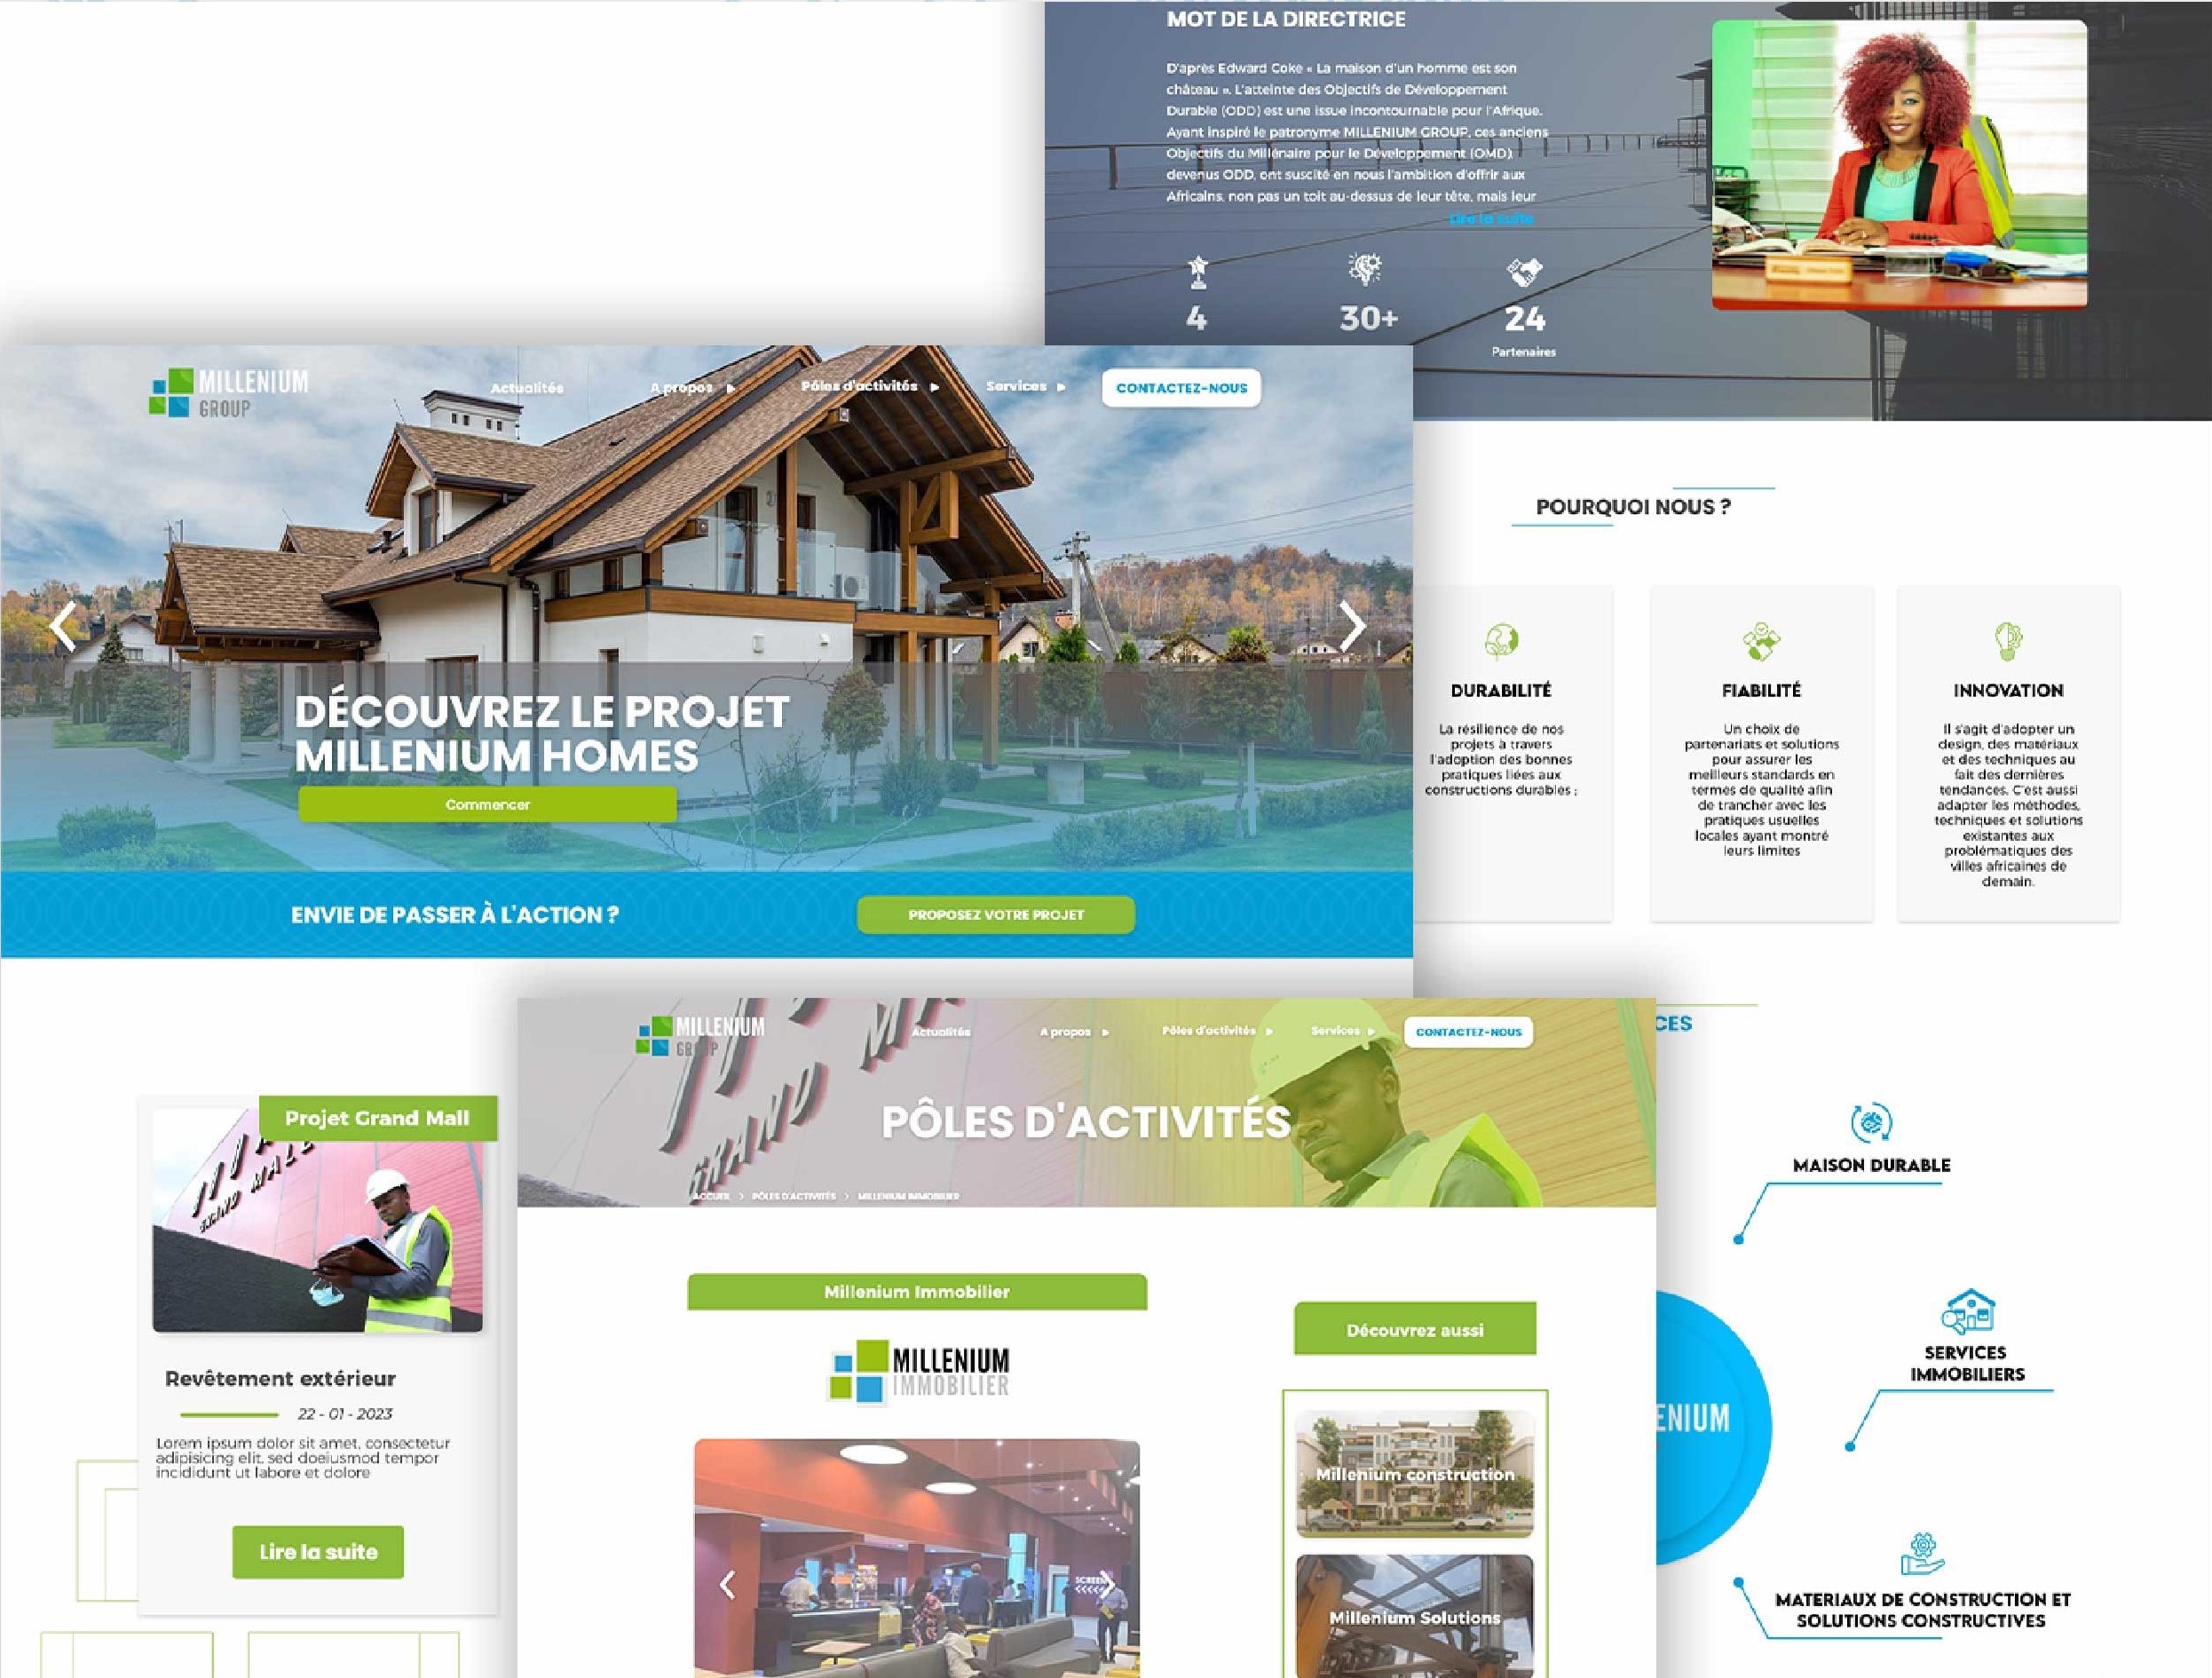 MOT DE LA DIRECTRICE
D'après Edward Coke « La maison d'un homme est son
château ». L'atteinte des Objectifs de Développement
Durable (ODD) est une issue incontournable pour l'Afrique.
Ayant inspiré le patronyme MILLENIUM GROUP, ces anciens
Objectifs du Millénaire pour le Développement (OMD)
devenus ODD, ont suscité en nous l'ambition d'offrir aux
Africains, non pas un toit au-dessus de leur tête, mais leur
Lire la suite
4
30+
24
Partenaires
MILLENIUM
GROUP
Actualités
A propos
Pôles d'activités
Services
CONTACTEZ-NOUS
DÉCOUVREZ LE PROJET
MILLENIUM HOMES
Commencer
ENVIE DE PASSER À L'ACTION ?
PROPOSEZ VOTRE PROJET
POURQUOI NOUS ?
DURABILITÉ
La résilience de nos
projets à travers
l'adoption des bonnes
pratiques liées aux
constructions durables ;
FIABILITÉ
Un choix de
partenariats et solutions
pour assurer les
meilleurs standards en
termes de qualité afin
de trancher avec les
pratiques usuelles
locales ayant montré
leurs limites
INNOVATION
Il s'agit d'adopter un
design, des matériaux
et des techniques au
fait des dernières
tendances. C'est aussi
adapter les méthodes,
techniques et solutions
existantes aux
problématiques des
villes africaines de
demain.
Projet Grand Mall
GRAND MALL
Revêtement extérieur
22 - 01 - 2023
Lorem ipsum dolor sit amet, consectetur
adipisicing elit, sed doeiusmod tempor
incididunt ut labore et dolore
Lire la suite
MILLENIUM
GROUP
Actualités
A propos
Pôles d'activités
Services
CONTACTEZ-NOUS
GRAND MA
PÔLES D'ACTIVITÉS
ACCUEIL > PÔLES D'ACTIVITÉS > MILLENIUM IMMOBILIER
Millenium Immobilier
MILLENIUM
IMMOBILIER
SCREEN
Découvrez aussi
Millenium construction
Millenium Solutions
CES
MAISON DURABLE
SERVICES
IMMOBILIERS
ENIUM
MATERIAUX DE CONSTRUCTION ET
SOLUTIONS CONSTRUCTIVES